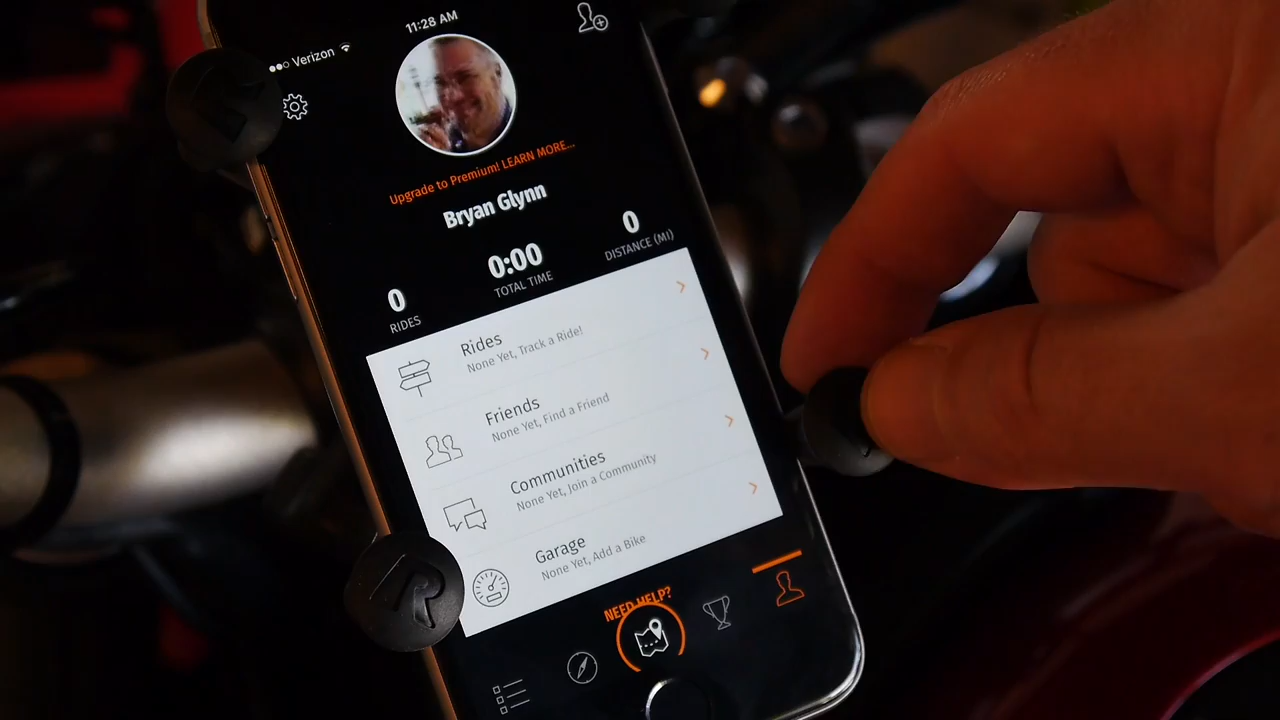 11:28 AM
Verizon
Upgrade to Premium! LEARN MORE...
Bryan Glynn
0
RIDES
0:00
TOTAL TIME
0
DISTANCE (MI)
Rides
None Yet, Track a Ride!
Friends
None Yet, Find a Friend
Communities
None Yet, Join a Community
Garage
None Yet, Add a Bike
NEED HELP?
R